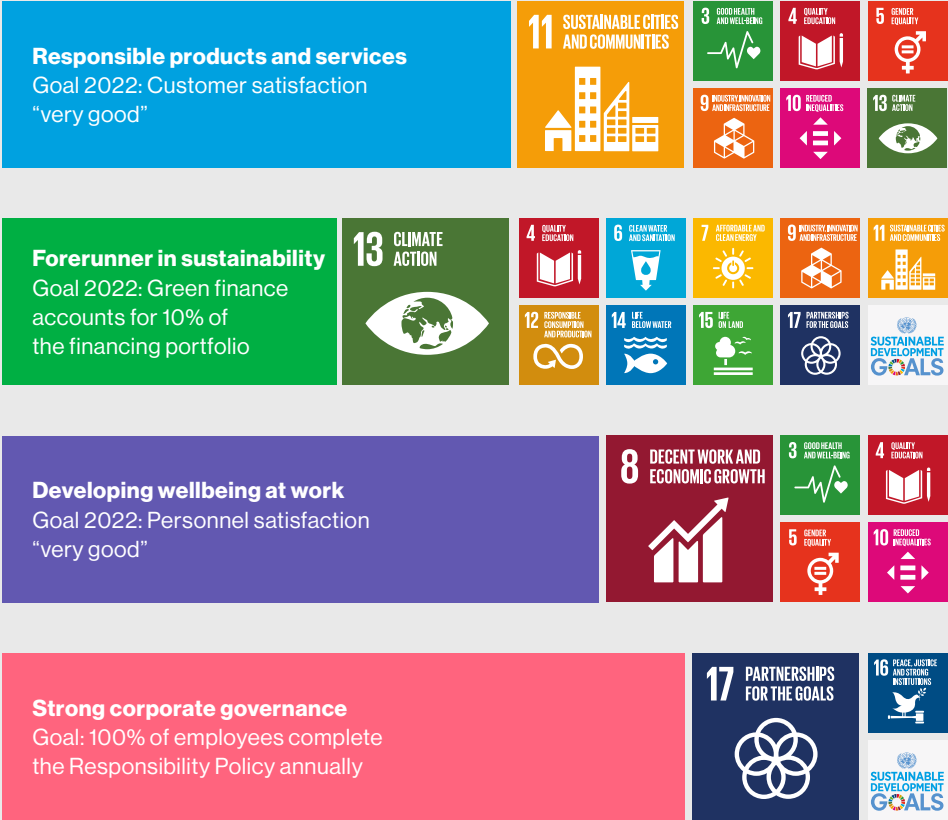 Responsible products and services
Goal 2022: Customer satisfaction
“very good”
11 SUSTAINABLE CITIES
AND COMMUNITIES
3 GOOD HEALTH
AND WELL-BEING
4 QUALITY
EDUCATION
5 GENDER
EQUALITY
9 INDUSTRY, INNOVATION
AND INFRASTRUCTURE
10 REDUCED
INEQUALITIES
13 CLIMATE
ACTION
Forerunner in sustainability
Goal 2022: Green finance
accounts for 10% of
the financing portfolio
13 CLIMATE
ACTION
4 QUALITY
EDUCATION
6 CLEAN WATER
AND SANITATION
7 AFFORDABLE AND
CLEAN ENERGY
9 INDUSTRY, INNOVATION
AND INFRASTRUCTURE
11 SUSTAINABLE CITIES
AND COMMUNITIES
12 RESPONSIBLE
CONSUMPTION
AND PRODUCTION
14 LIFE
BELOW WATER
15 LIFE
ON LAND
17 PARTNERSHIPS
FOR THE GOALS
SUSTAINABLE
DEVELOPMENT
GOALS
Developing wellbeing at work
Goal 2022: Personnel satisfaction
“very good”
8 DECENT WORK AND
ECONOMIC GROWTH
3 GOOD HEALTH
AND WELL-BEING
4 QUALITY
EDUCATION
5 GENDER
EQUALITY
10 REDUCED
INEQUALITIES
Strong corporate governance
Goal: 100% of employees complete
the Responsibility Policy annually
17 PARTNERSHIPS
FOR THE GOALS
16 PEACE, JUSTICE
AND STRONG
INSTITUTIONS
SUSTAINABLE
DEVELOPMENT
GOALS